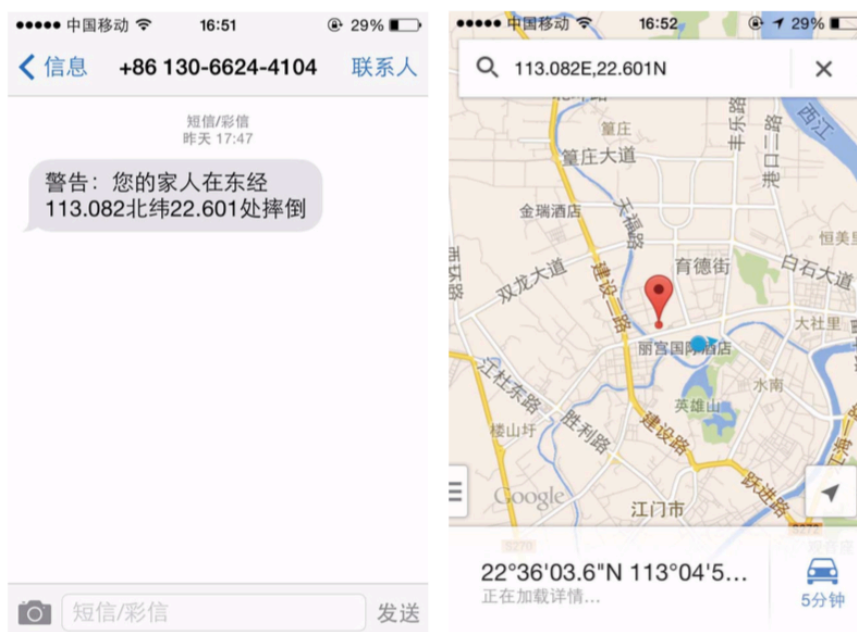 中国移动 16:51 29%
信息 +86 130-6624-4104 联系人
短信/彩信
昨天 17:47
警告：您的家人在东经
113.082北纬22.601处摔倒
短信/彩信 发送
中国移动 16:52 29%
113.082E,22.601N
西江
丰乐路
港口二路
篁庄
篁庄大道
天福路
金瑞酒店
恒美里
育德街
白石大道
双龙大道
建设二路
大社里
丽宫国际酒店
江杜东路
水南
英雄山
胜利路
建设路
楼山圩
跃进路
Google
江门市
S270
S272
22°36'03.6"N 113°04'5...
正在加载详情...
5分钟